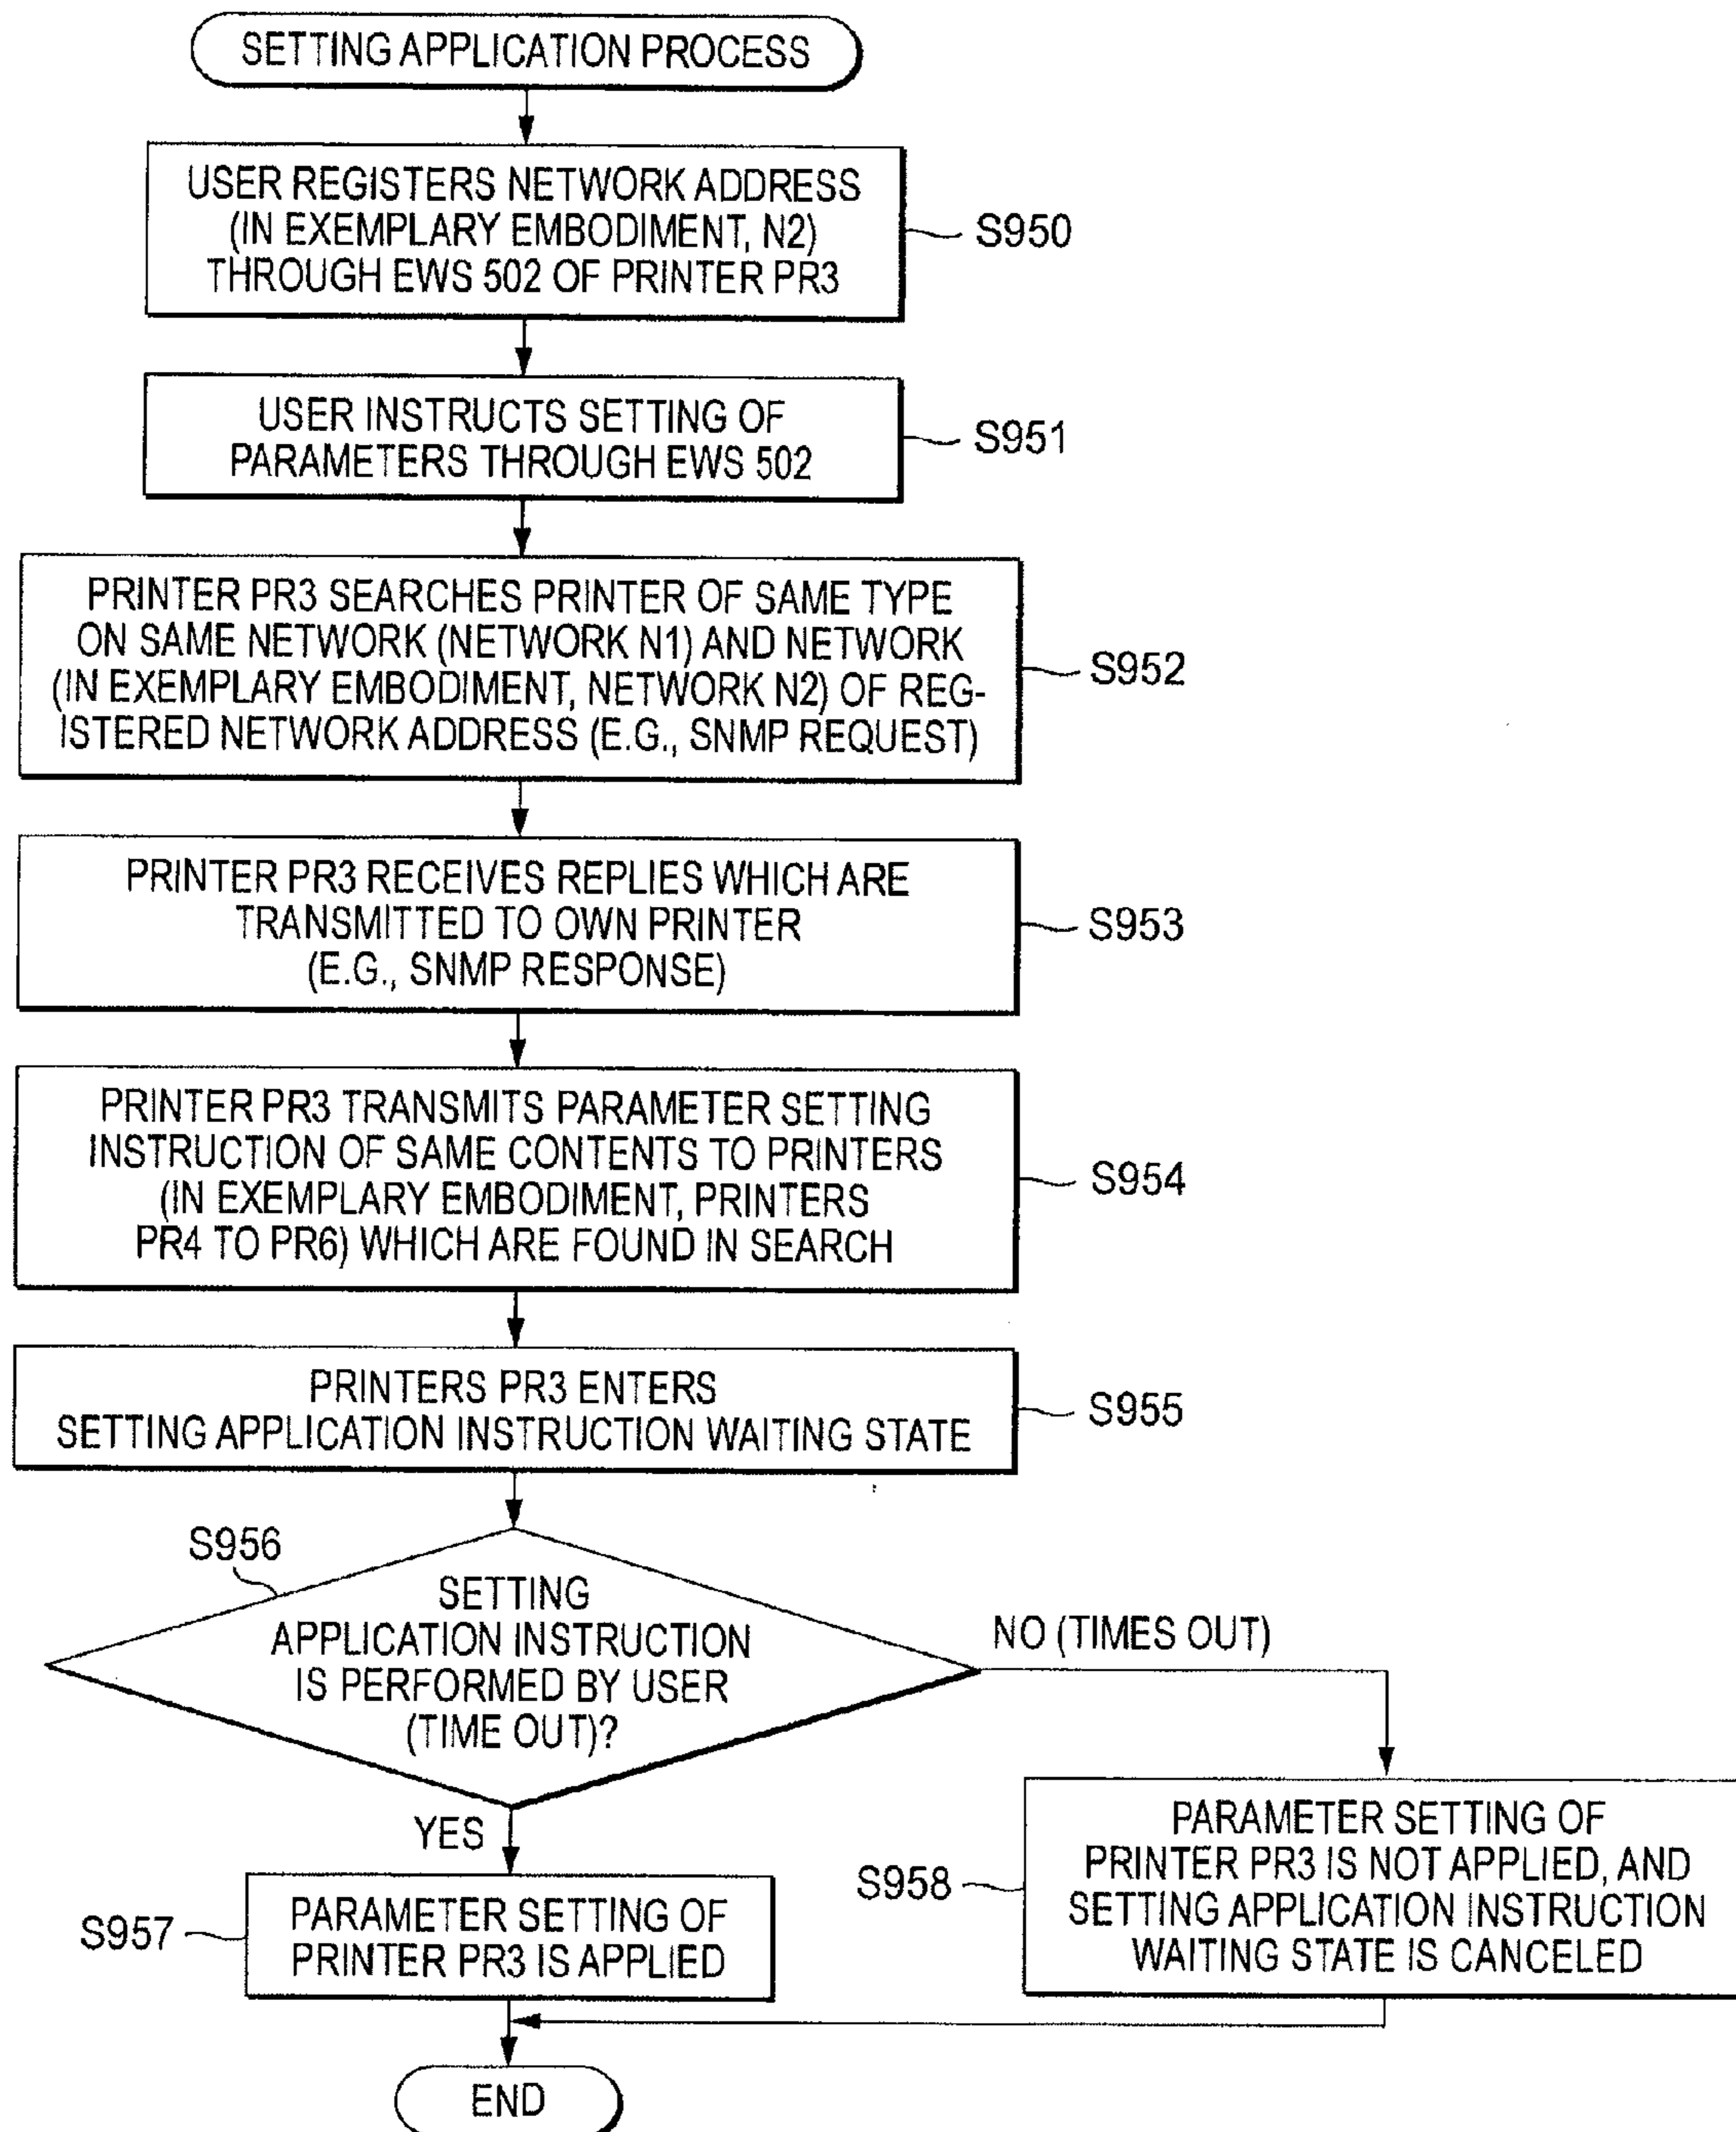 SETTING APPLICATION PROCESS
USER REGISTERS NETWORK ADDRESS
(IN EXEMPLARY EMBODIMENT, N2)
THROUGH EWS 502 OF PRINTER PR3
S950
USER INSTRUCTS SETTING OF
PARAMETERS THROUGH EWS 502
S951
PRINTER PR3 SEARCHES PRINTER OF SAME TYPE
ON SAME NETWORK (NETWORK N1) AND NETWORK
(IN EXEMPLARY EMBODIMENT, NETWORK N2) OF REG-
ISTERED NETWORK ADDRESS (E.G., SNMP REQUEST)
S952
PRINTER PR3 RECEIVES REPLIES WHICH ARE
TRANSMITTED TO OWN PRINTER
(E.G., SNMP RESPONSE)
S953
PRINTER PR3 TRANSMITS PARAMETER SETTING
INSTRUCTION OF SAME CONTENTS TO PRINTERS
(IN EXEMPLARY EMBODIMENT, PRINTERS
PR4 TO PR6) WHICH ARE FOUND IN SEARCH
S954
PRINTERS PR3 ENTERS
SETTING APPLICATION INSTRUCTION WAITING STATE
S955
S956
SETTING
APPLICATION INSTRUCTION
IS PERFORMED BY USER
(TIME OUT)?
NO (TIMES OUT)
YES
PARAMETER SETTING OF
PRINTER PR3 IS NOT APPLIED, AND
SETTING APPLICATION INSTRUCTION
WAITING STATE IS CANCELED
S958
S957
PARAMETER SETTING OF
PRINTER PR3 IS APPLIED
END